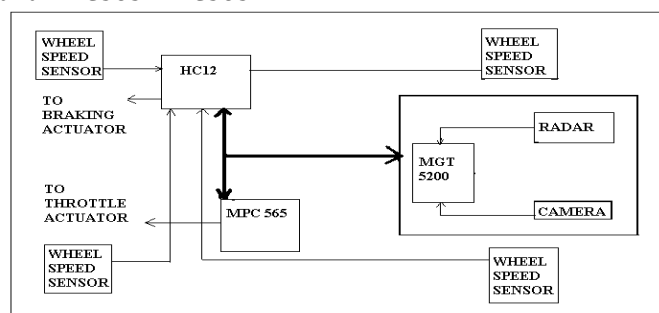 WHEEL
SPEED
SENSOR
HC12
WHEEL
SPEED
SENSOR
TO
BRAKING
ACTUATOR
RADAR
MGT
5200
CAMERA
TO
THROTTLE
ACTUATOR
MPC 565
WHEEL
SPEED
SENSOR
WHEEL
SPEED
SENSOR